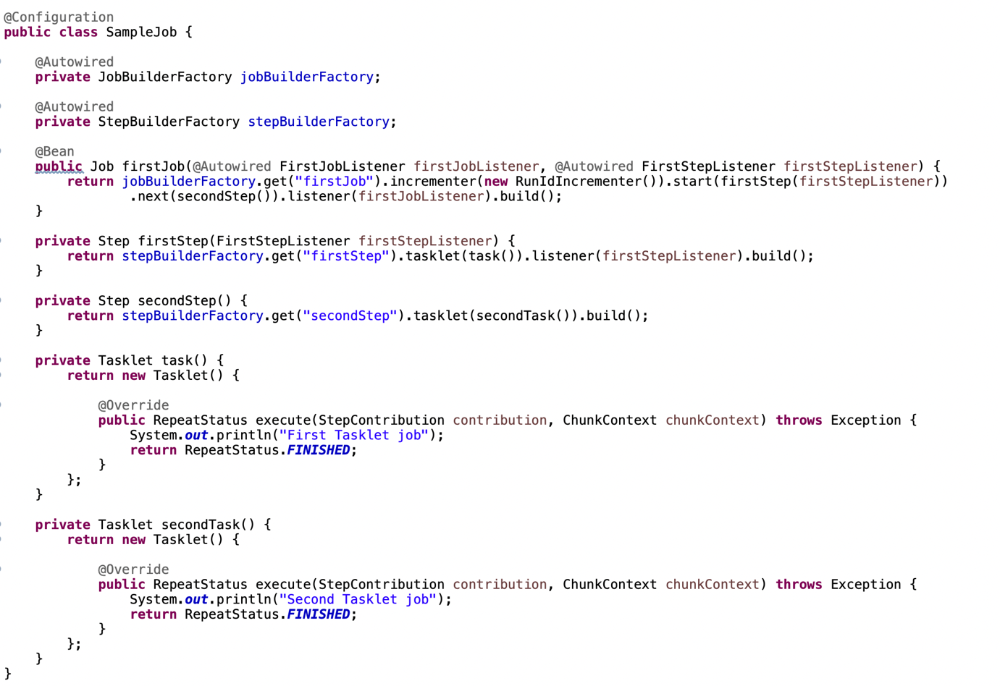 @Configuration
public class SampleJob {
@Autowired
private JobBuilderFactory jobBuilderFactory;
@Autowired
private StepBuilderFactory stepBuilderFactory;
@Bean
public Job firstJob(@Autowired FirstJobListener firstJobListener, @Autowired FirstStepListener firstStepListener) {
return jobBuilderFactory.get("firstJob").incrementer(new RunIdIncrementer()).start(firstStep(firstStepListener))
.next(secondStep()).listener(firstJobListener).build();
}
private Step firstStep(FirstStepListener firstStepListener) {
return stepBuilderFactory.get("firstStep").tasklet(task()).listener(firstStepListener).build();
}
private Step secondStep() {
return stepBuilderFactory.get("secondStep").tasklet(secondTask()).build();
}
private Tasklet task() {
return new Tasklet() {
@Override
public RepeatStatus execute(StepContribution contribution, ChunkContext chunkContext) throws Exception {
System.out.println("First Tasklet job");
return RepeatStatus.FINISHED;
}
};
}
private Tasklet secondTask() {
return new Tasklet() {
@Override
public RepeatStatus execute(StepContribution contribution, ChunkContext chunkContext) throws Exception {
System.out.println("Second Tasklet job");
return RepeatStatus.FINISHED;
}
};
}
}